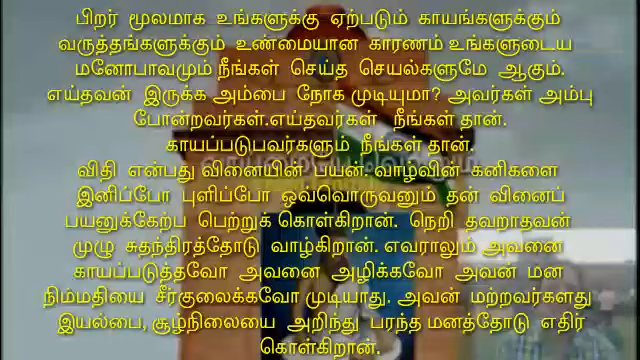 பிறர் மூலமாக உங்களுக்கு ஏற்படும் காயங்களுக்கும்
வருத்தங்களுக்கும் உண்மையான காரணம் உங்களுடைய
மனோபாவமும் நீங்கள் செய்த செயல்களுமே ஆகும்.
எய்தவன் இருக்க அம்பை நோக முடியுமா? அவர்கள் அம்பு
போன்றவர்கள்.எய்தவர்கள் நீங்கள் தான்.
காயப்படுபவர்களும் நீங்கள் தான்.
விதி என்பது வினையின் பயன். வாழ்வின் கனிகளை
இனிப்போ புளிப்போ ஒவ்வொருவனும் தன் வினைப்
பயனுக்கேற்ப பெற்றுக் கொள்கிறான். நெறி தவறாதவன்
முழு சுதந்திரத்தோடு வாழ்கிறான். எவராலும் அவனை
காயப்படுத்தவோ அவனை அழிக்கவோ அவன் மன
நிம்மதியை சீர்குலைக்கவோ முடியாது. அவன் மற்றவர்களது
இயல்பை, சூழ்நிலையை அறிந்து பரந்த மனத்தோடு எதிர்
கொள்கிறான்.